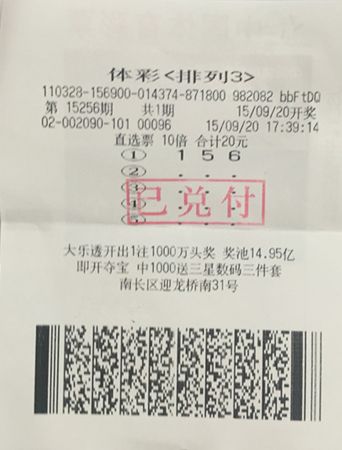 体彩<排列3>
110328-156900-014374-871800 982082 bbFtDQ
第 15256期 共1期 15/09/20开奖
02-002090-101 00096 15/09/20 17:39:14
直选票 10倍 合计20元
① 1 5 6
② - - -
③ - - -
④ - - -
⑤ - - -
已兑付
大乐透开出1注1000万头奖 奖池14.95亿
即开夺宝 中1000送三星数码三件套
南长区迎龙桥南31号